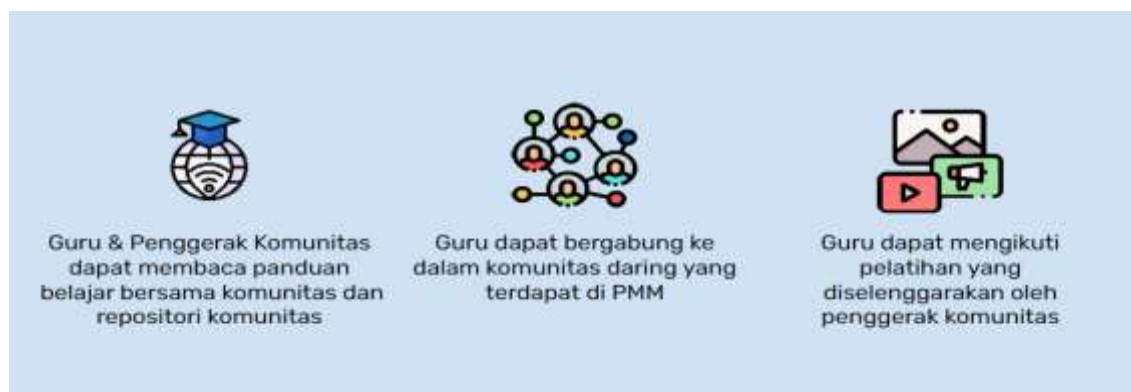 Guru & Penggerak Komunitas
dapat membaca panduan
belajar bersama komunitas dan
repositori komunitas
Guru dapat bergabung ke
dalam komunitas daring yang
terdapat di PMM
Guru dapat mengikuti
pelatihan yang
diselenggarakan oleh
penggerak komunitas